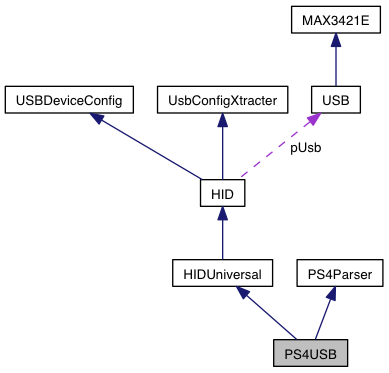 MAX3421E
USBDeviceConfig
UsbConfigXtracter
USB
pUsb
HID
HIDUniversal
PS4Parser
PS4USB